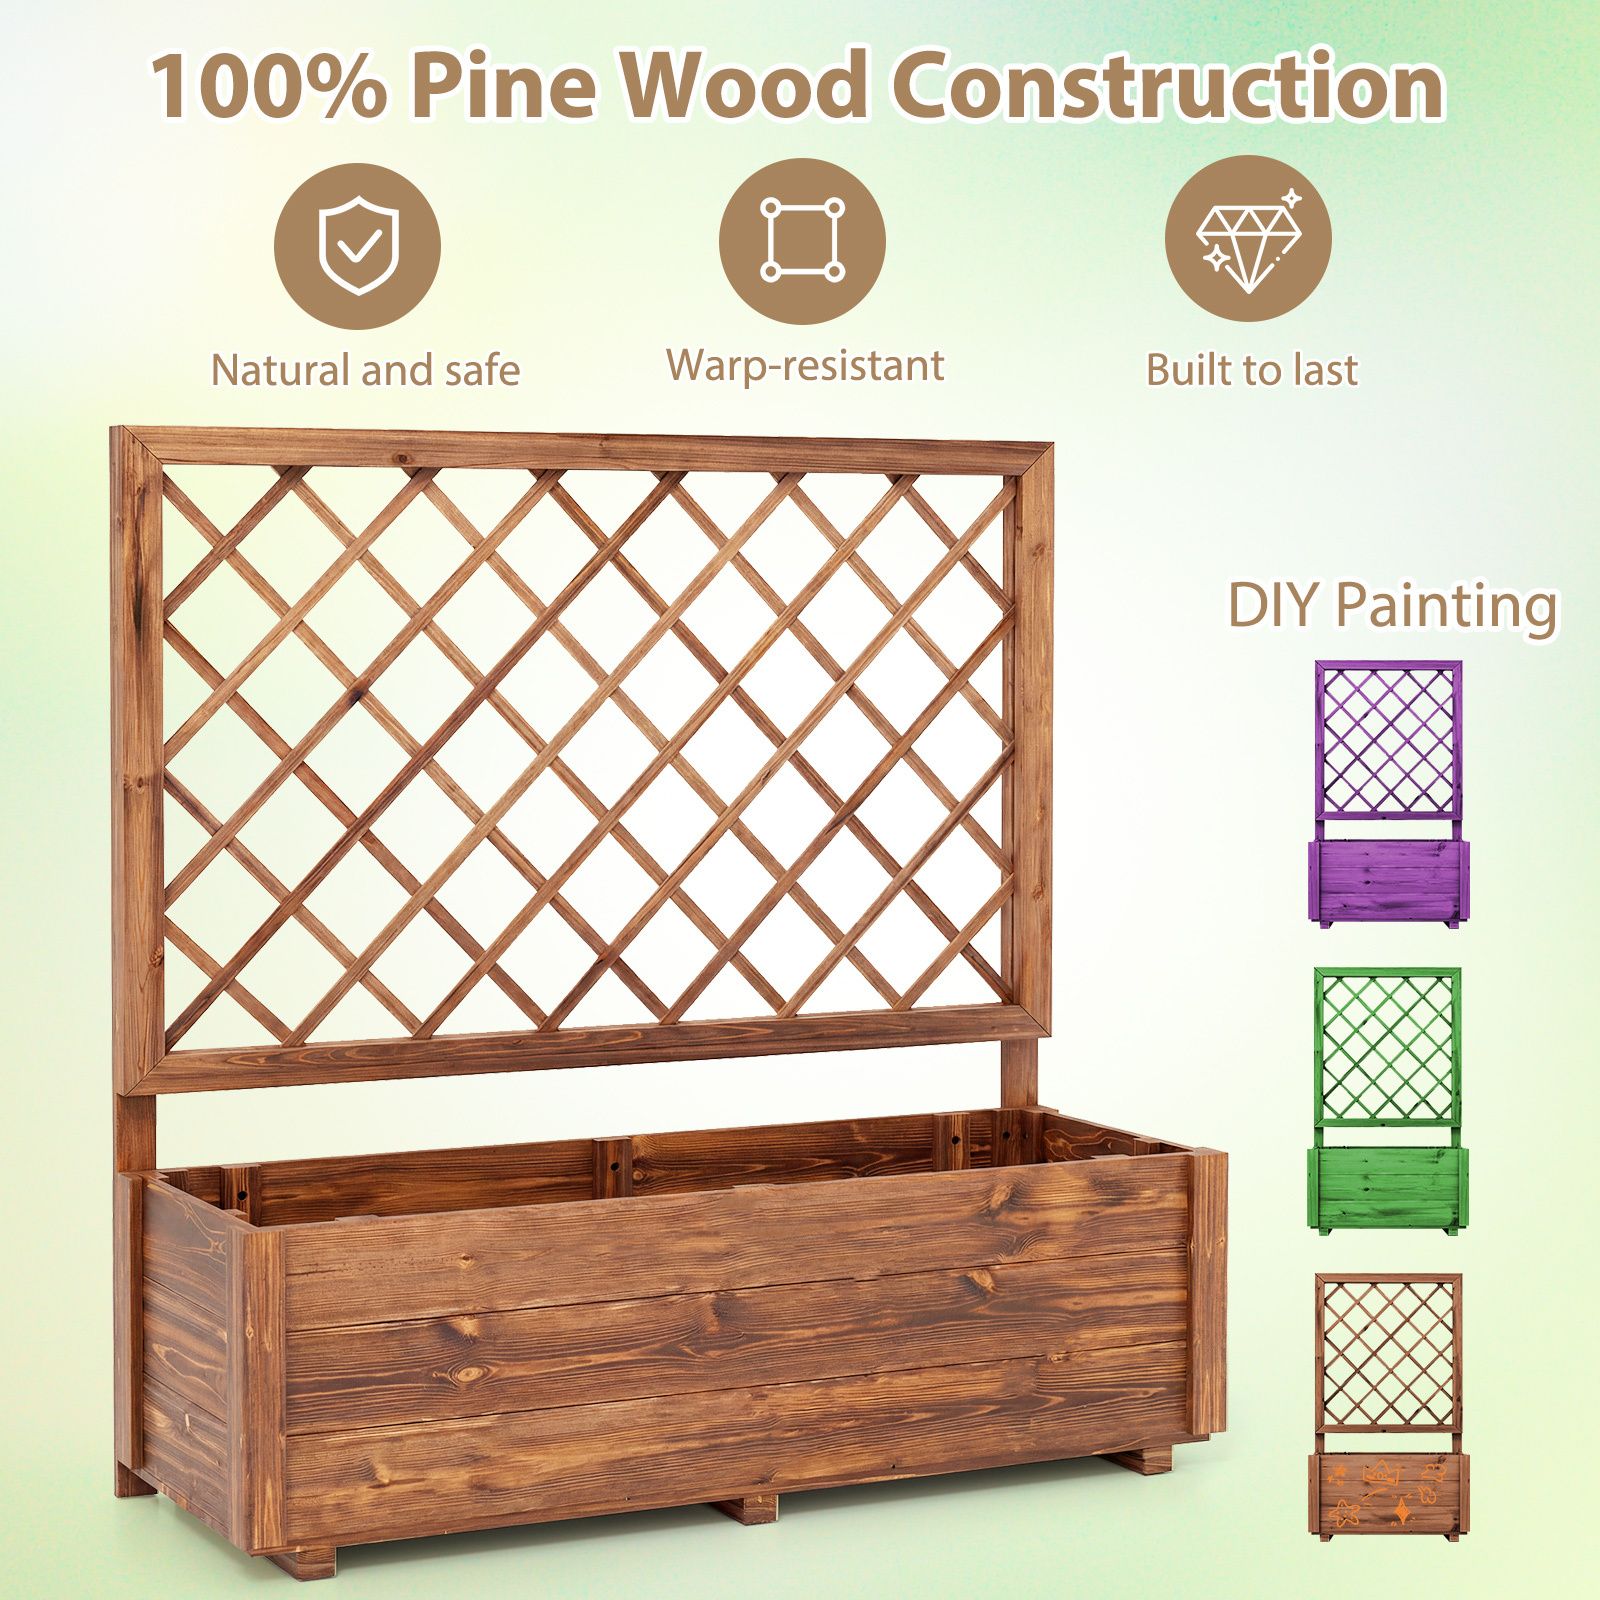 100% Pine Wood Construction
Natural and safe
Warp-resistant
Built to last
DIY Painting